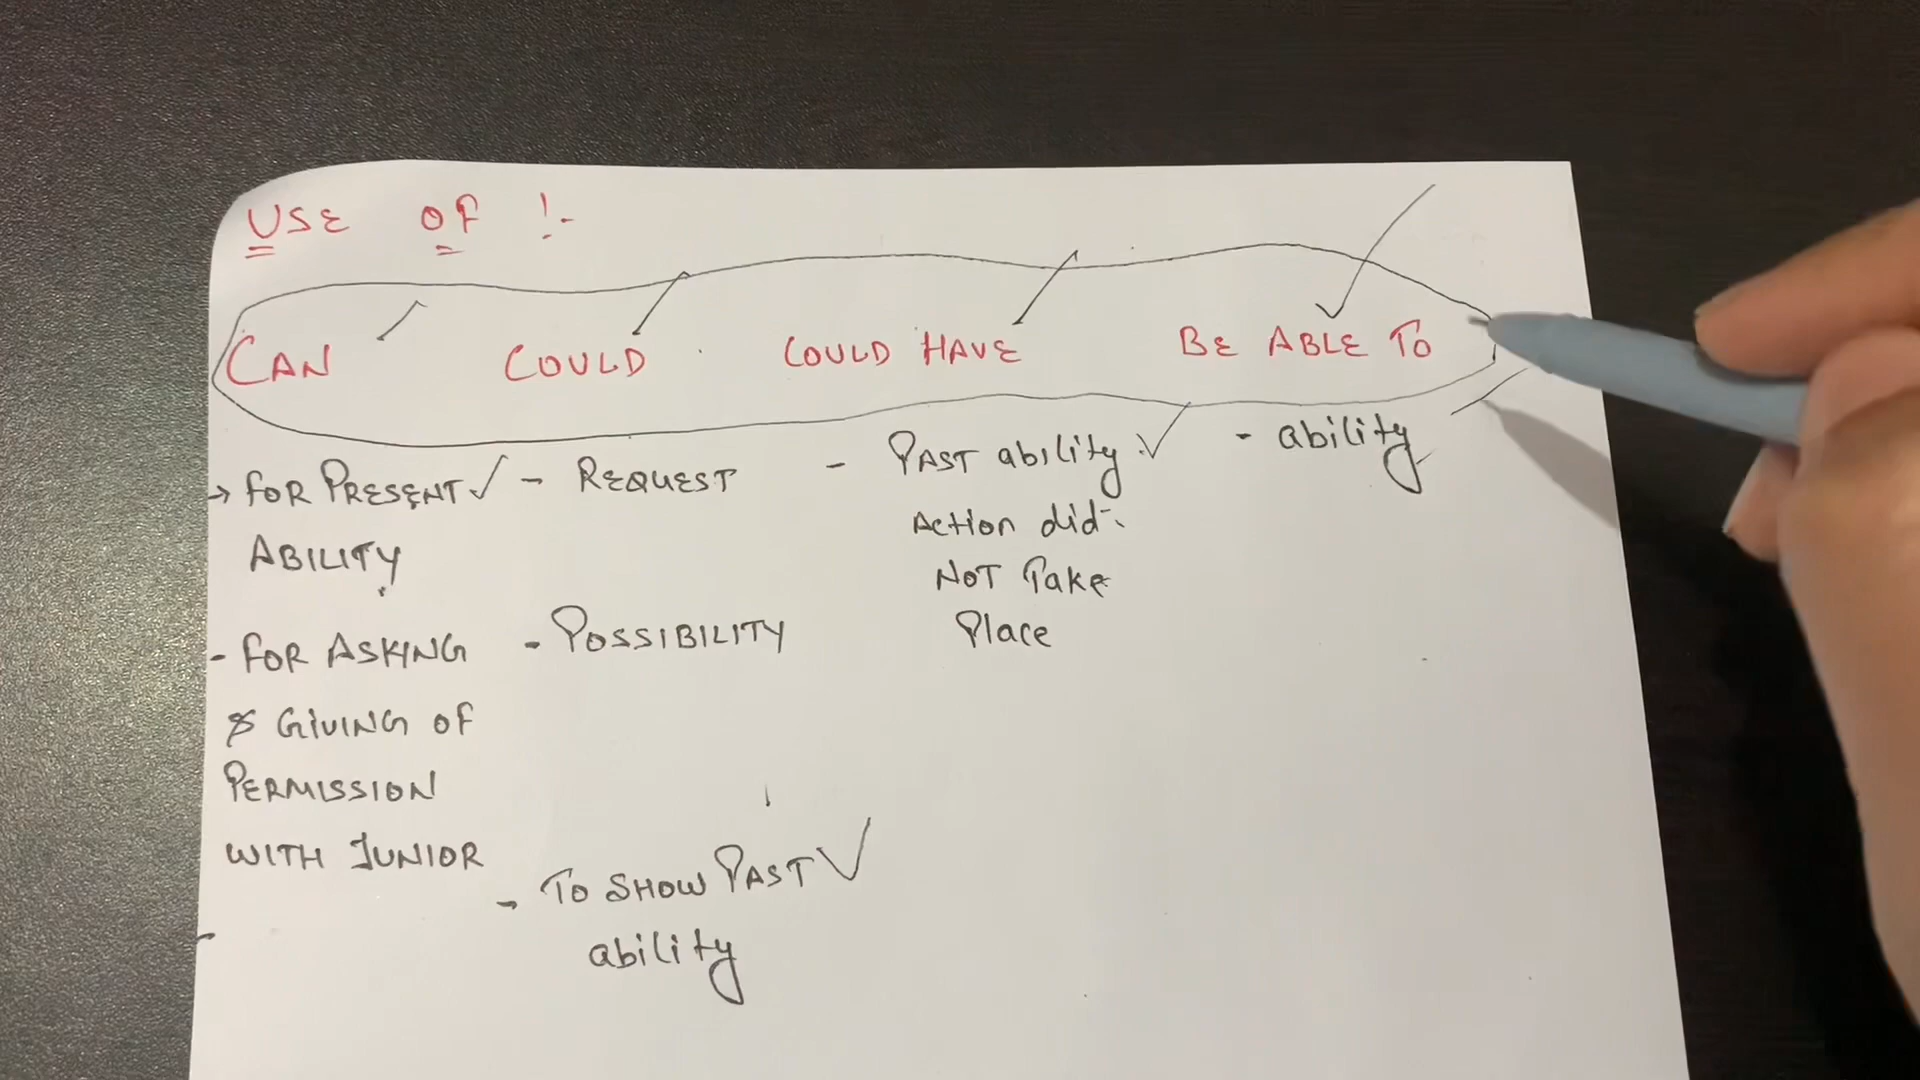 USE OF :-
CAN COULD COULD HAVE BE ABLE TO
→ FOR PRESENT ✓
ABILITY
- FOR ASKING
& GIVING OF
PERMISSION
WITH JUNIOR
-
- REQUEST
- POSSIBILITY
- TO SHOW PAST ✓
ability
- PAST ability ✓
Action did
NOT Take
Place
- ability